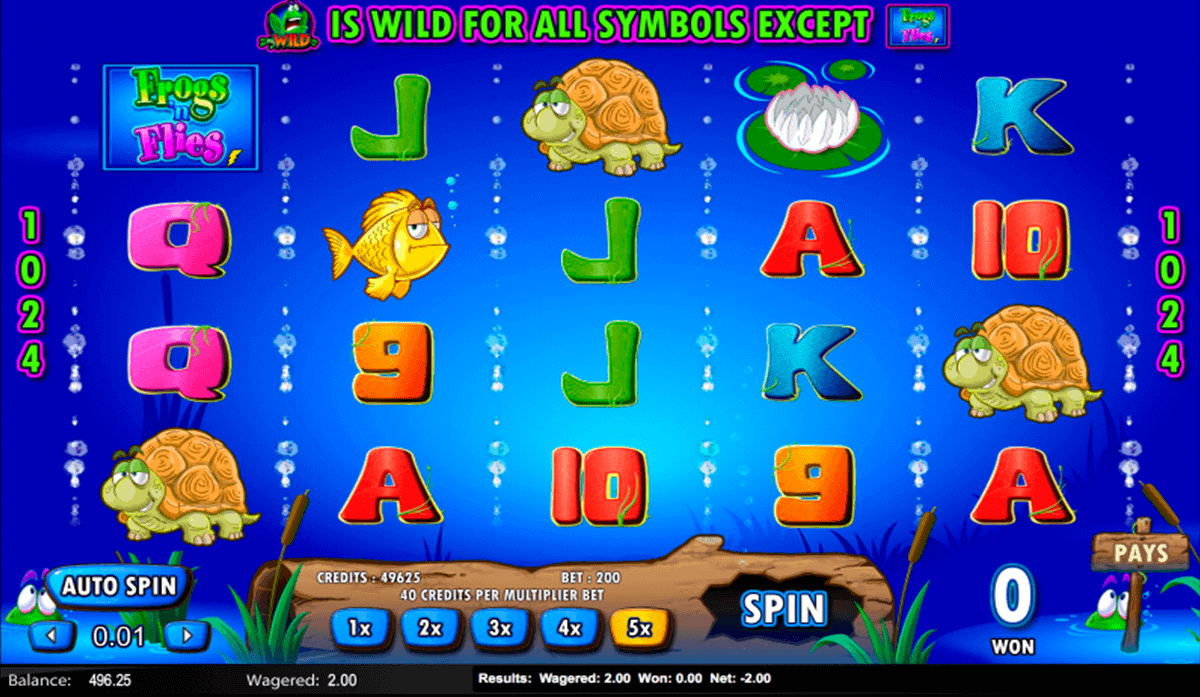 WILD IS WILD FOR ALL SYMBOLS EXCEPT Frogs 'n' Flies
Frogs 'n' Flies
J
K
Q
J
A
10
Q
9
J
K
A
10
9
A
1024
1024
AUTO SPIN
CREDITS : 49625
BET : 200
40 CREDITS PER MULTIPLIER BET
1x 2x 3x 4x 5x
SPIN
0.01
0
WON
PAYS
Balance: 496.25 Wagered: 2.00 Results: Wagered: 2.00 Won: 0.00 Net: -2.00